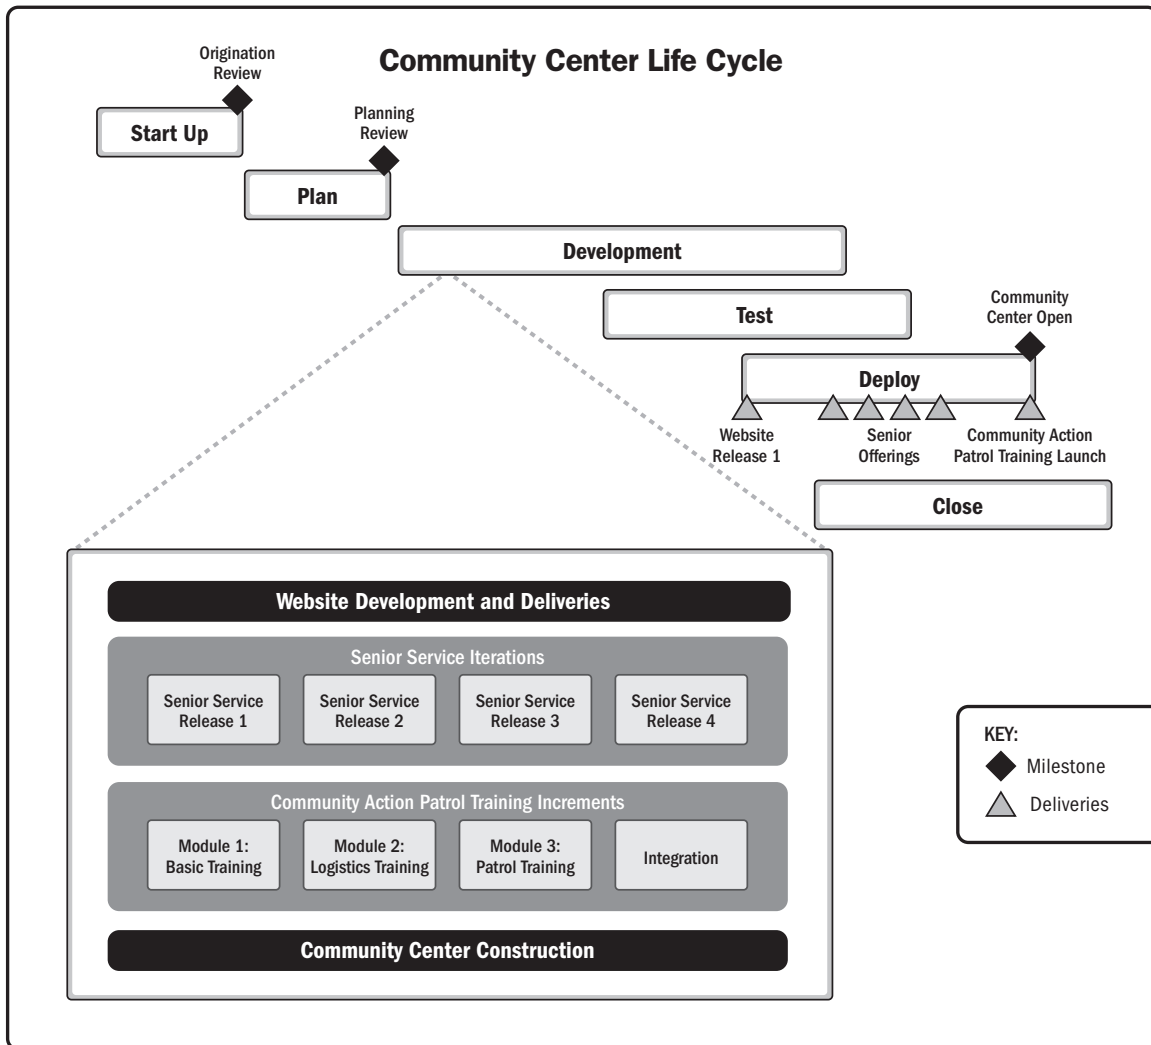 Community Center Life Cycle
Origination
Review
Start Up
Planning
Review
Plan
Development
Test
Community
Center Open
Deploy
Website
Release 1
Senior
Offerings
Community Action
Patrol Training Launch
Close
Website Development and Deliveries
Senior Service Iterations
Senior Service
Release 1
Senior Service
Release 2
Senior Service
Release 3
Senior Service
Release 4
Community Action Patrol Training Increments
Module 1:
Basic Training
Module 2:
Logistics Training
Module 3:
Patrol Training
Integration
Community Center Construction
KEY:
Milestone
Deliveries